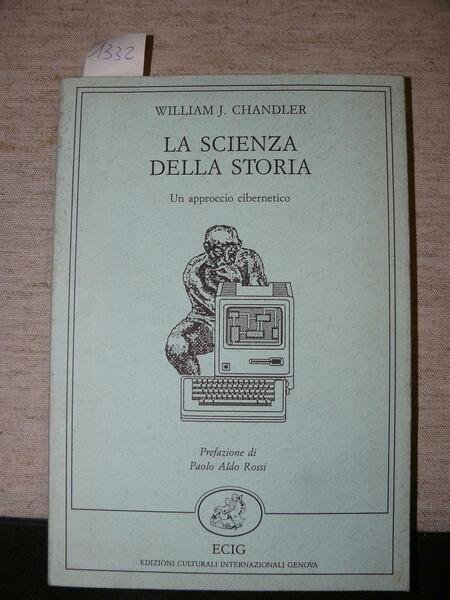 1332
WILLIAM J. CHANDLER
LA SCIENZA
DELLA STORIA
Un approccio cibernetico
Prefazione di
Paolo Aldo Rossi
ECIG
EDIZIONI CULTURALI INTERNAZIONALI GENOVA